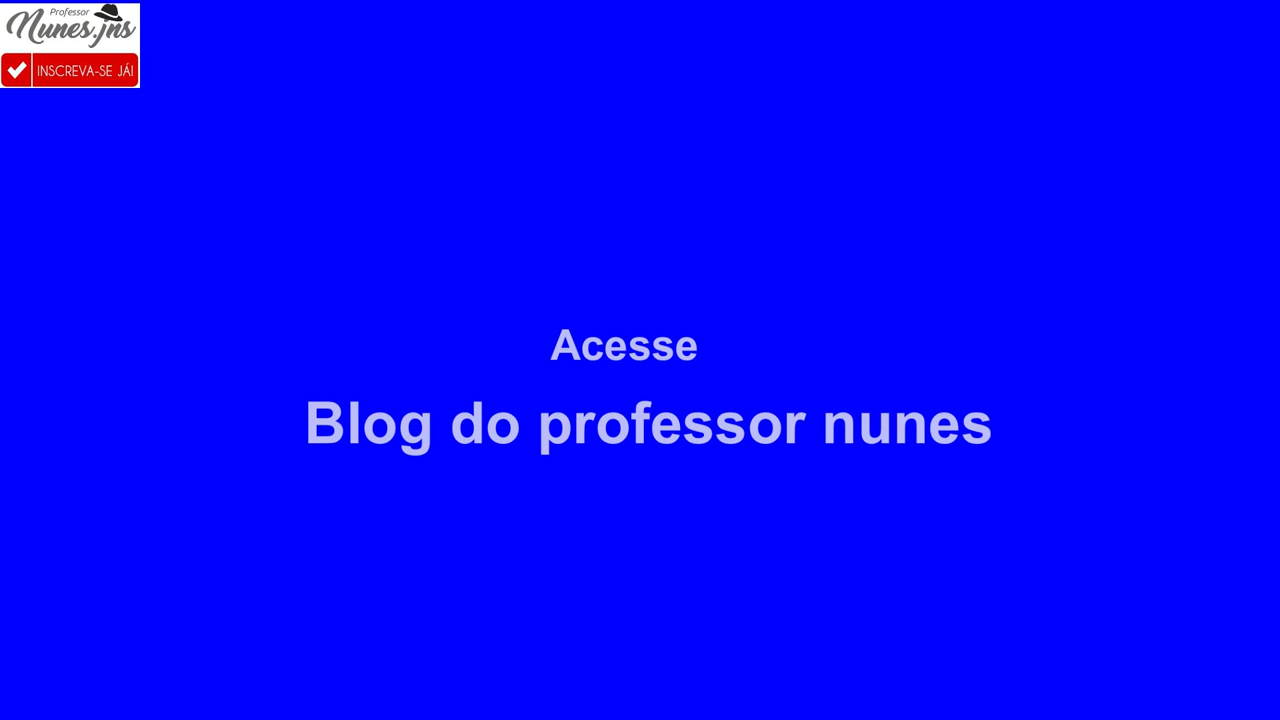 Professor
Nunes.jns
INSCREVA-SE JÁ!
Acesse
Blog do professor nunes